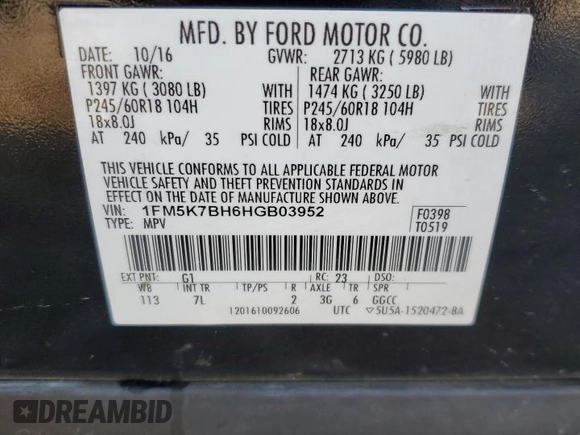 MFD. BY FORD MOTOR CO.
DATE: 10/16 GVWR: 2713 KG ( 5980 LB)
FRONT GAWR: REAR GAWR:
1397 KG ( 3080 LB) WITH 1474 KG ( 3250 LB) WITH
P245/60R18 104H TIRES P245/60R18 104H TIRES
18x8.0J RIMS 18x8.0J RIMS
AT 240 kPa/ 35 PSI COLD AT 240 kPa/ 35 PSI COLD
THIS VEHICLE CONFORMS TO ALL APPLICABLE FEDERAL MOTOR
VEHICLE SAFETY AND THEFT PREVENTION STANDARDS IN
EFFECT ON THE DATE OF MANUFACTURE SHOWN ABOVE.
VIN: 1FM5K7BH6HGB03952 F0398
TYPE: MPV T0519
EXT PNT: G1 RC: 23 DSO:
WB INT TR TP/PS R AXLE TR SPR
113 7L 2 3G 6 GGCC
1201610092606 UTC ▽5U5A-1520472-BA
DREAMBID